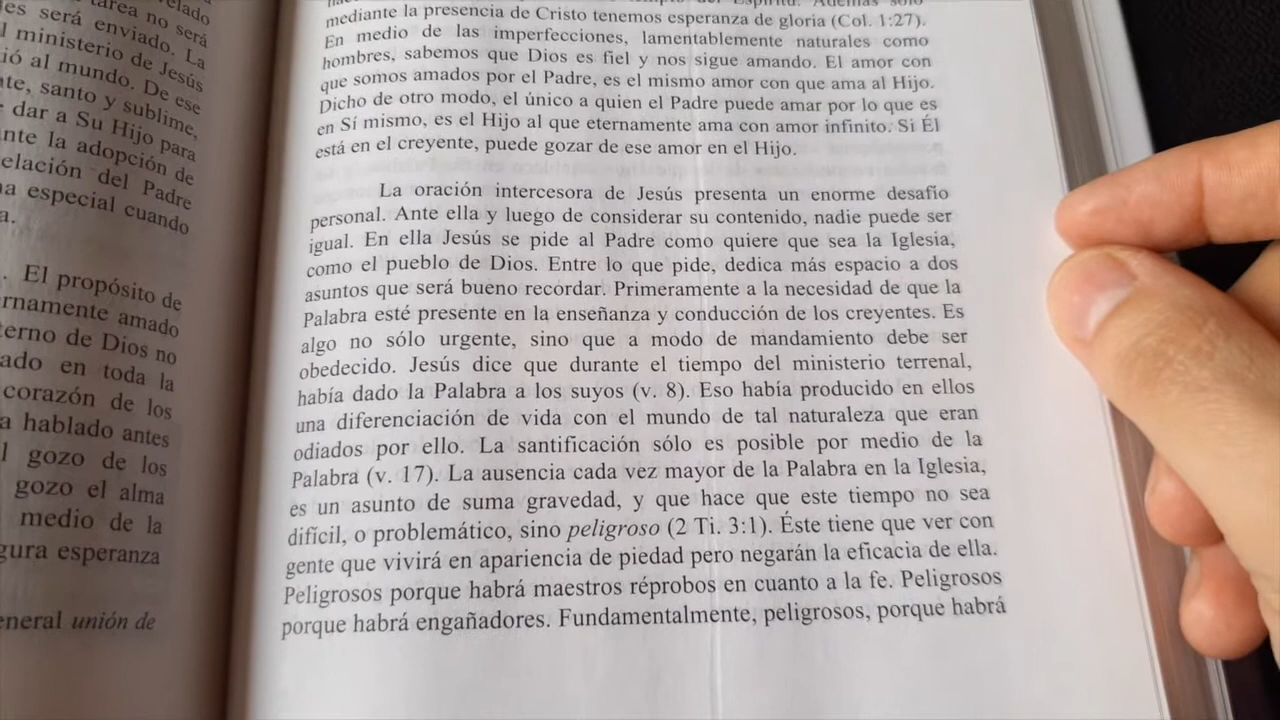 velado
tarea no será
es será enviado. La
l ministerio de Jesús
ió al mundo. De ese
nte, santo y sublime,
dar a Su Hijo para
nte la adopción de
elación del Padre
a especial cuando
a.
. El propósito de
rnamente amado
terno de Dios no
ado en toda la
corazón de los
a hablado antes
l gozo de los
gozo el alma
medio de la
gura esperanza
eneral unión de
mediante la presencia de Cristo tenemos esperanza de gloria (Col. 1:27).
En medio de las imperfecciones, lamentablemente naturales como
hombres, sabemos que Dios es fiel y nos sigue amando. El amor con
que somos amados por el Padre, es el mismo amor con que ama al Hijo.
Dicho de otro modo, el único a quien el Padre puede amar por lo que es
en Sí mismo, es el Hijo al que eternamente ama con amor infinito. Si Él
está en el creyente, puede gozar de ese amor en el Hijo.
La oración intercesora de Jesús presenta un enorme desafío
personal. Ante ella y luego de considerar su contenido, nadie puede ser
igual. En ella Jesús se pide al Padre como quiere que sea la Iglesia,
como el pueblo de Dios. Entre lo que pide, dedica más espacio a dos
asuntos que será bueno recordar. Primeramente a la necesidad de que la
Palabra esté presente en la enseñanza y conducción de los creyentes. Es
algo no sólo urgente, sino que a modo de mandamiento debe ser
obedecido. Jesús dice que durante el tiempo del ministerio terrenal,
había dado la Palabra a los suyos (v. 8). Eso había producido en ellos
una diferenciación de vida con el mundo de tal naturaleza que eran
odiados por ello. La santificación sólo es posible por medio de la
Palabra (v. 17). La ausencia cada vez mayor de la Palabra en la Iglesia,
es un asunto de suma gravedad, y que hace que este tiempo no sea
difícil, o problemático, sino peligroso (2 Ti. 3:1). Éste tiene que ver con
gente que vivirá en apariencia de piedad pero negarán la eficacia de ella.
Peligrosos porque habrá maestros réprobos en cuanto a la fe. Peligrosos
porque habrá engañadores. Fundamentalmente, peligrosos, porque habrá